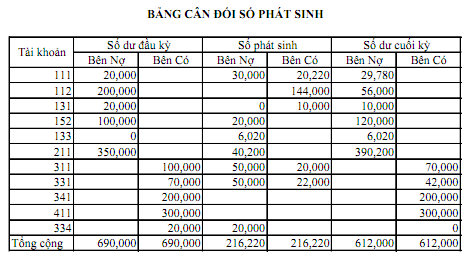 BẢNG CÂN ĐỐI SỐ PHÁT SINH
Tài khoản Số dư đầu kỳ Số phát sinh Số dư cuối kỳ
Bên Nợ Bên Có Bên Nợ Bên Có Bên Nợ Bên Có
111 20,000 30,000 20,220 29,780
112 200,000 144,000 56,000
131 20,000 0 10,000 10,000
152 100,000 20,000 120,000
133 0 6,020 6,020
211 350,000 40,200 390,200
311 100,000 50,000 20,000 70,000
331 70,000 50,000 22,000 42,000
341 200,000 200,000
411 300,000 300,000
334 20,000 20,000 0
Tổng cộng 690,000 690,000 216,220 216,220 612,000 612,000